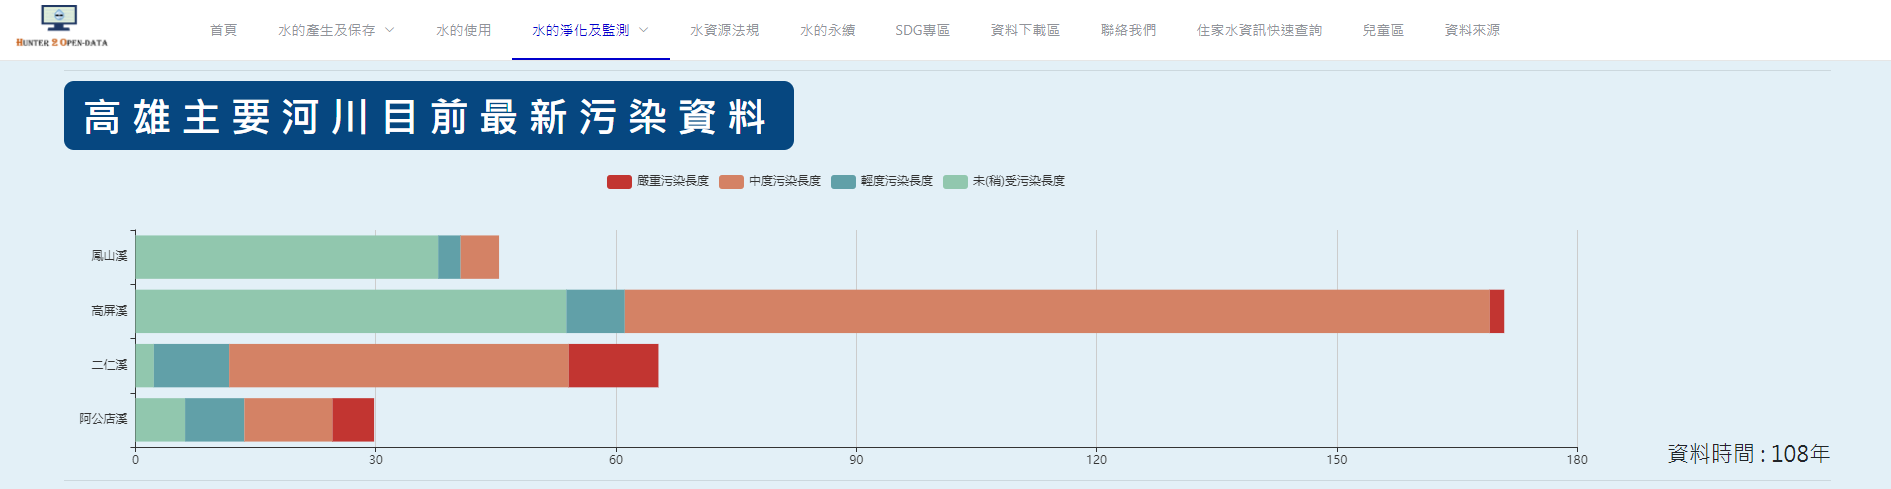 HUNTER 2 OPEN-DATA
首頁 水的產生及保存 水的使用 水的淨化及監測 水資源法規 水的永續 SDG專區 資料下載區 聯絡我們 住家水資訊快速查詢 兒童區 資料來源
高雄主要河川目前最新污染資料
嚴重污染長度 中度污染長度 輕度污染長度 未(稍)受污染長度
鳳山溪
高屏溪
二仁溪
阿公店溪
0 30 60 90 120 150 180
資料時間 : 108年